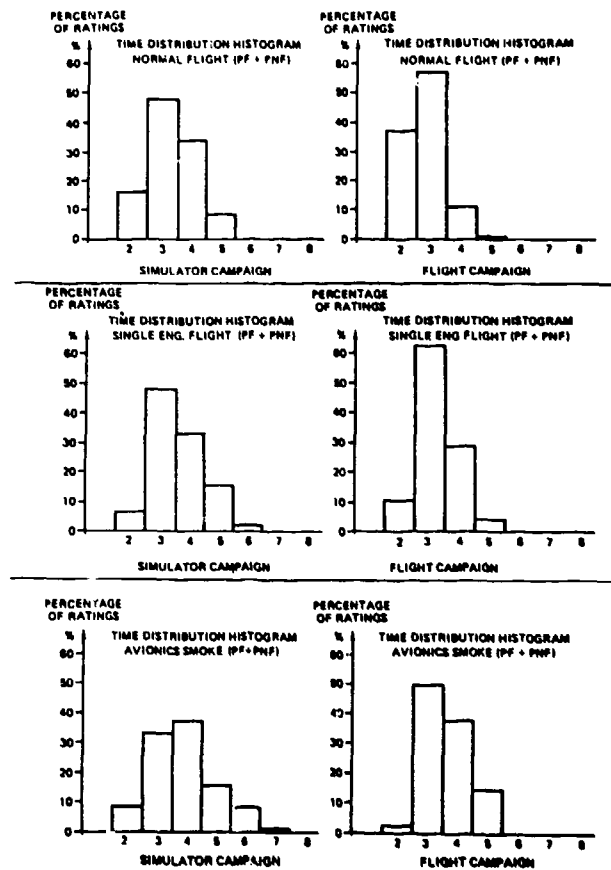 PERCENTAGE
OF RATINGS
%
TIME DISTRIBUTION HISTOGRAM
NORMAL FLIGHT (PF + PNF)
60
50
40
30
20
10
0
2 3 4 5 6 7 8
SIMULATOR CAMPAIGN
PERCENTAGE
OF RATINGS
%
TIME DISTRIBUTION HISTOGRAM
NORMAL FLIGHT (PF + PNF)
60
50
40
30
20
10
0
2 3 4 5 6 7 8
FLIGHT CAMPAIGN
PERCENTAGE
OF RATINGS
%
TIME DISTRIBUTION HISTOGRAM
SINGLE ENG. FLIGHT (PF + PNF)
60
50
40
30
20
10
0
2 3 4 5 6 7 8
SIMULATOR CAMPAIGN
PERCENTAGE
OF RATINGS
%
TIME DISTRIBUTION HISTOGRAM
SINGLE ENG FLIGHT (PF + PNF)
60
50
40
30
20
10
0
2 3 4 5 6 7 8
FLIGHT CAMPAIGN
PERCENTAGE
OF RATINGS
%
TIME DISTRIBUTION HISTOGRAM
AVIONICS SMOKE (PF+PNF)
60
50
40
30
20
10
0
2 3 4 5 6 7 8
SIMULATOR CAMPAIGN
PERCENTAGE
OF RATINGS
%
TIME DISTRIBUTION HISTOGRAM
AVIONICS SMOKE (PF + PNF)
60
50
40
30
20
10
0
2 3 4 5 6 7 8
FLIGHT CAMPAIGN